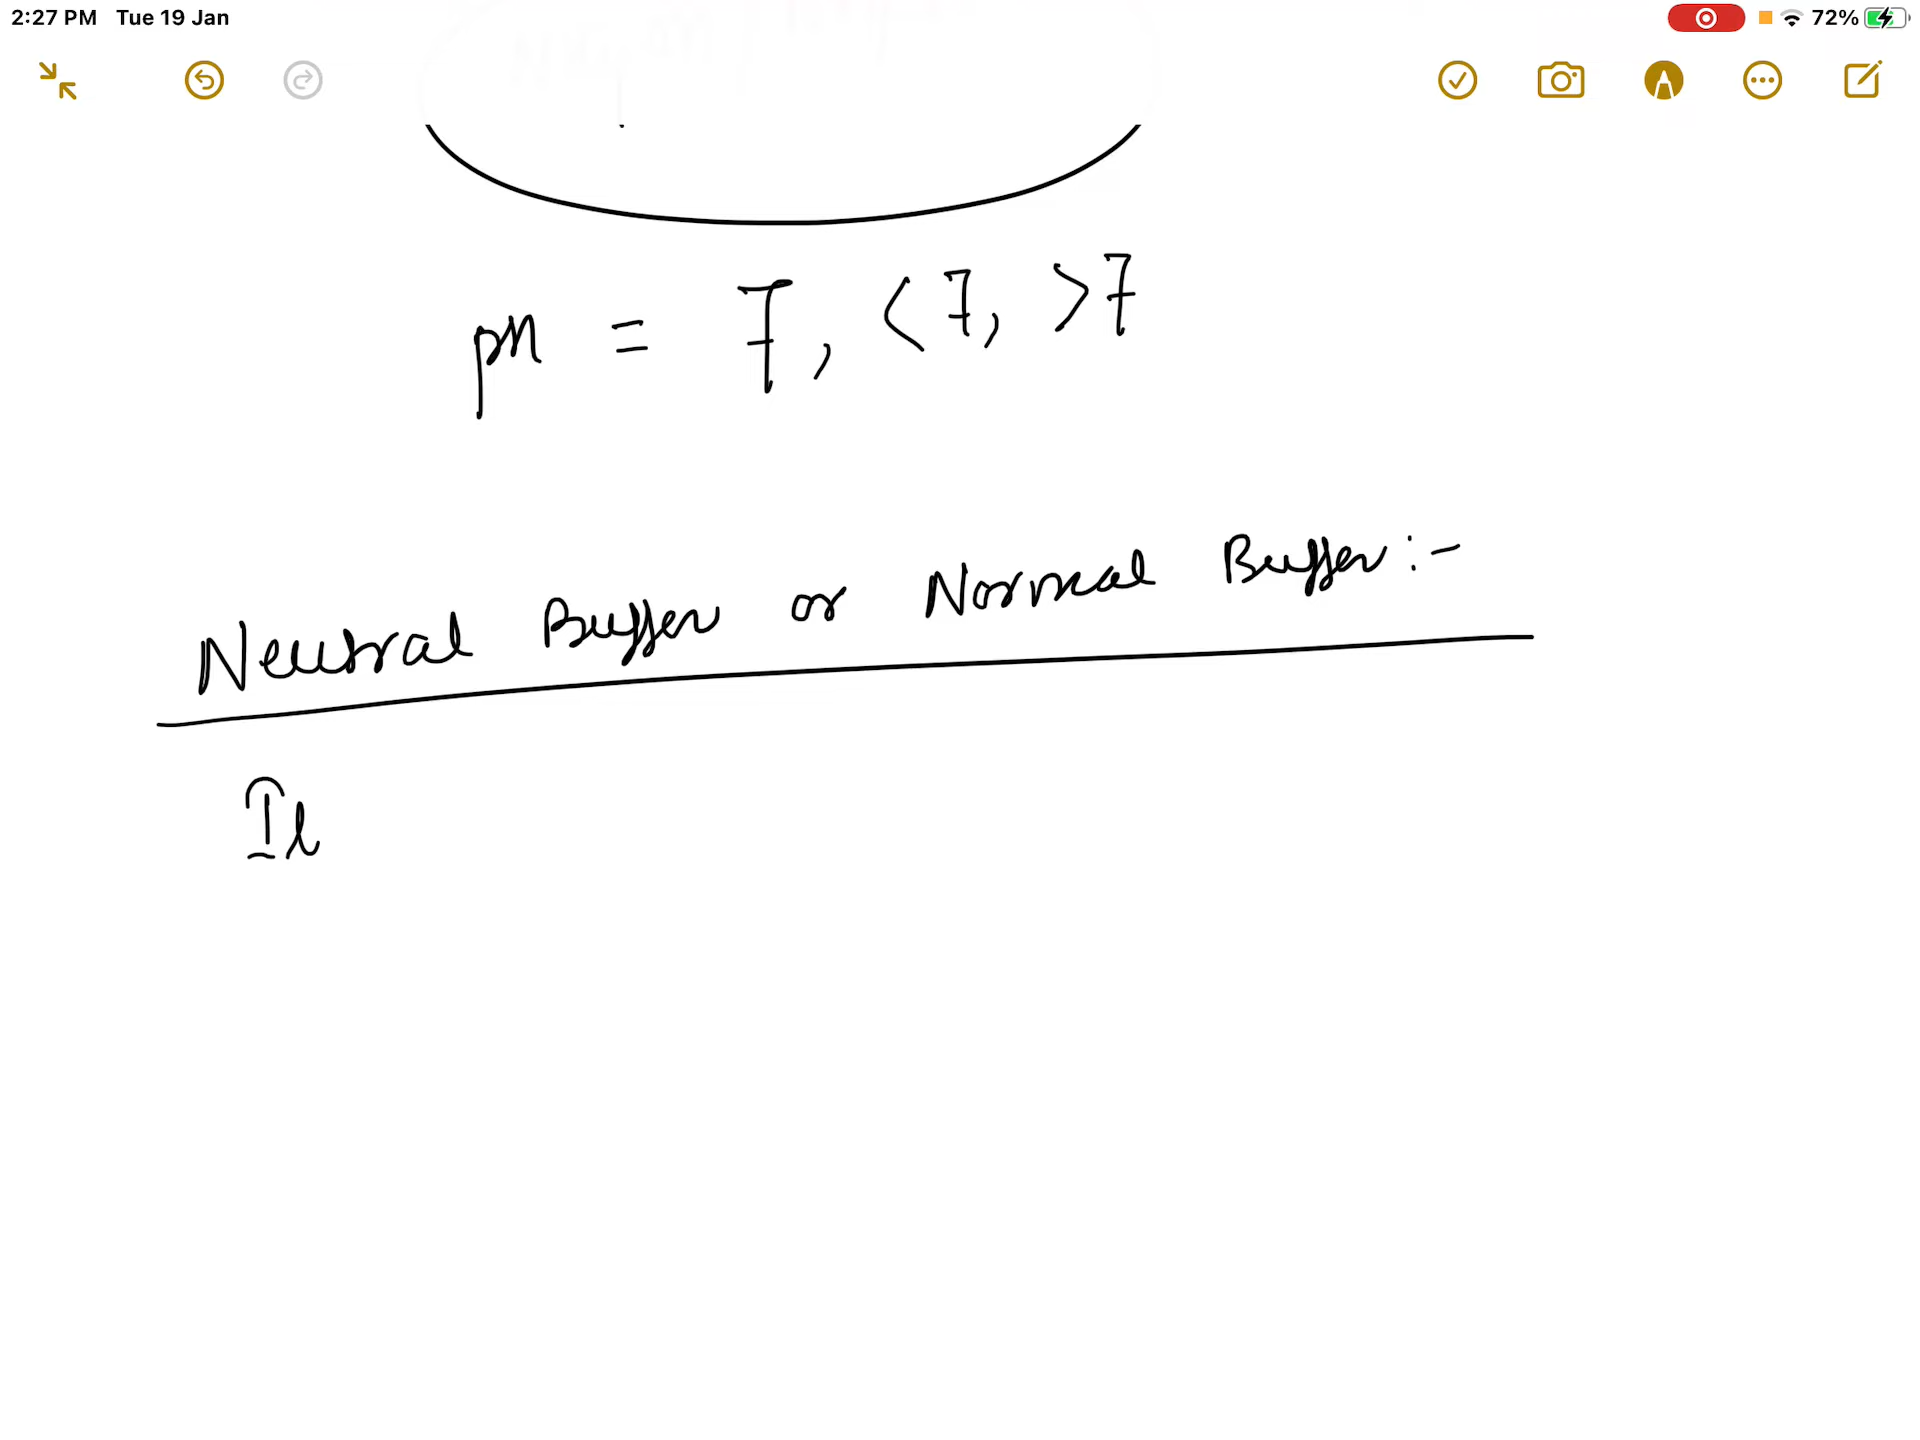 2:27 PM Tue 19 Jan 72%
pH = 7, <7, >7
Neutral Buffer or Normal Buffer:-